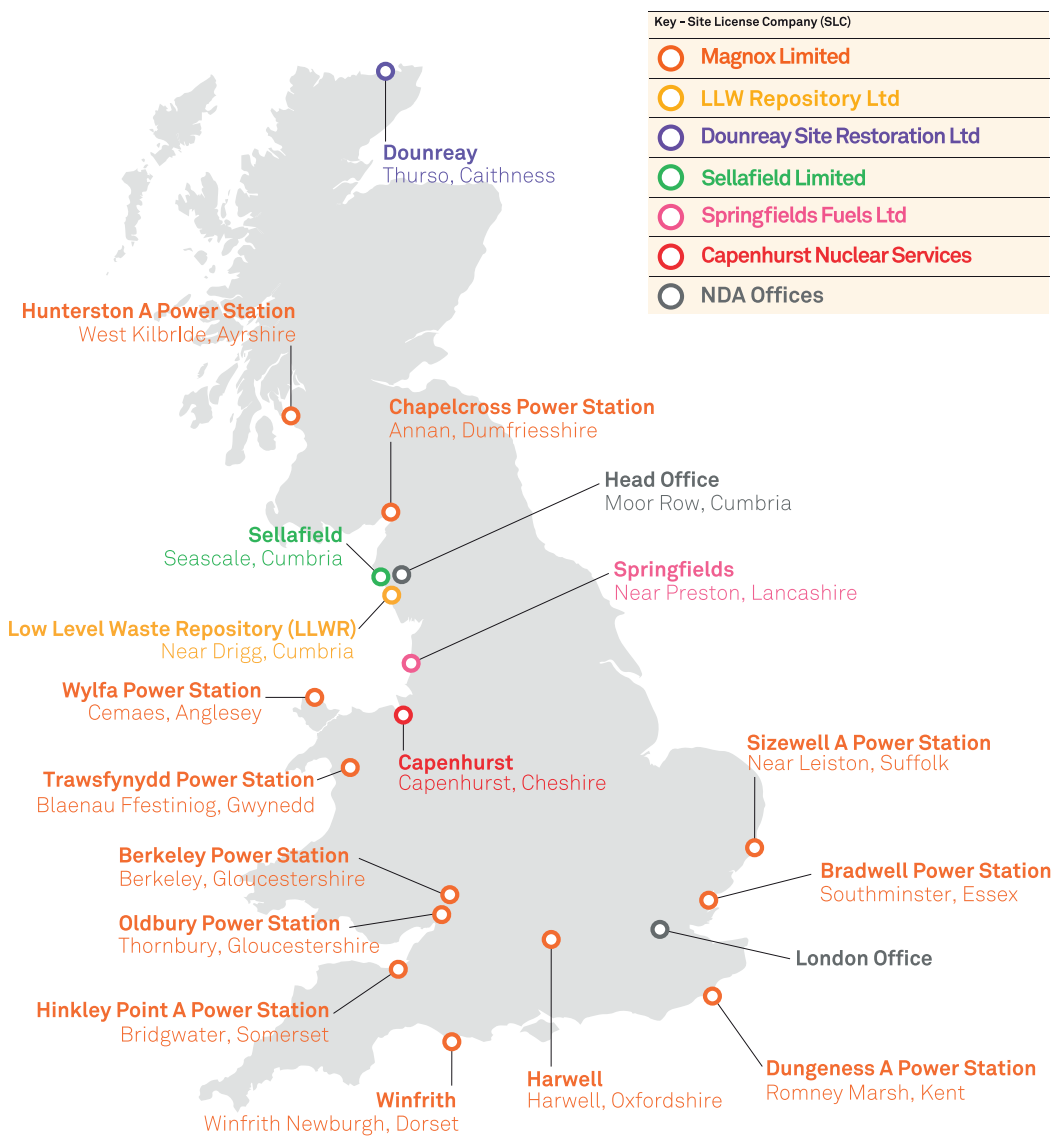 Key – Site License Company (SLC)
Magnox Limited
LLW Repository Ltd
Dounreay Site Restoration Ltd
Sellafield Limited
Springfields Fuels Ltd
Capenhurst Nuclear Services
NDA Offices
Dounreay
Thurso, Caithness
Hunterston A Power Station
West Kilbride, Ayrshire
Chapelcross Power Station
Annan, Dumfriesshire
Head Office
Moor Row, Cumbria
Sellafield
Seascale, Cumbria
Springfields
Near Preston, Lancashire
Low Level Waste Repository (LLWR)
Near Drigg, Cumbria
Wylfa Power Station
Cemaes, Anglesey
Capenhurst
Capenhurst, Cheshire
Sizewell A Power Station
Near Leiston, Suffolk
Trawsfynydd Power Station
Blaenau Ffestiniog, Gwynedd
Berkeley Power Station
Berkeley, Gloucestershire
Bradwell Power Station
Southminster, Essex
Oldbury Power Station
Thornbury, Gloucestershire
London Office
Hinkley Point A Power Station
Bridgwater, Somerset
Dungeness A Power Station
Romney Marsh, Kent
Harwell
Harwell, Oxfordshire
Winfrith
Winfrith Newburgh, Dorset